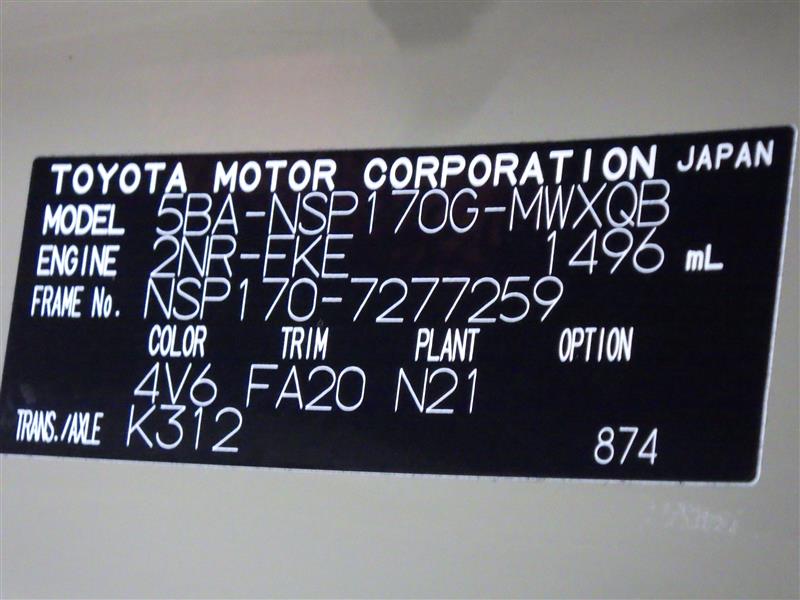 TOYOTA MOTOR CORPORATION JAPAN
MODEL 5BA-NSP170G-MWXQB
ENGINE 2NR-FKE 1496 mL
FRAME No. NSP170-7277259
COLOR TRIM PLANT OPTION
4V6 FA20 N21
TRANS./AXLE K312 874